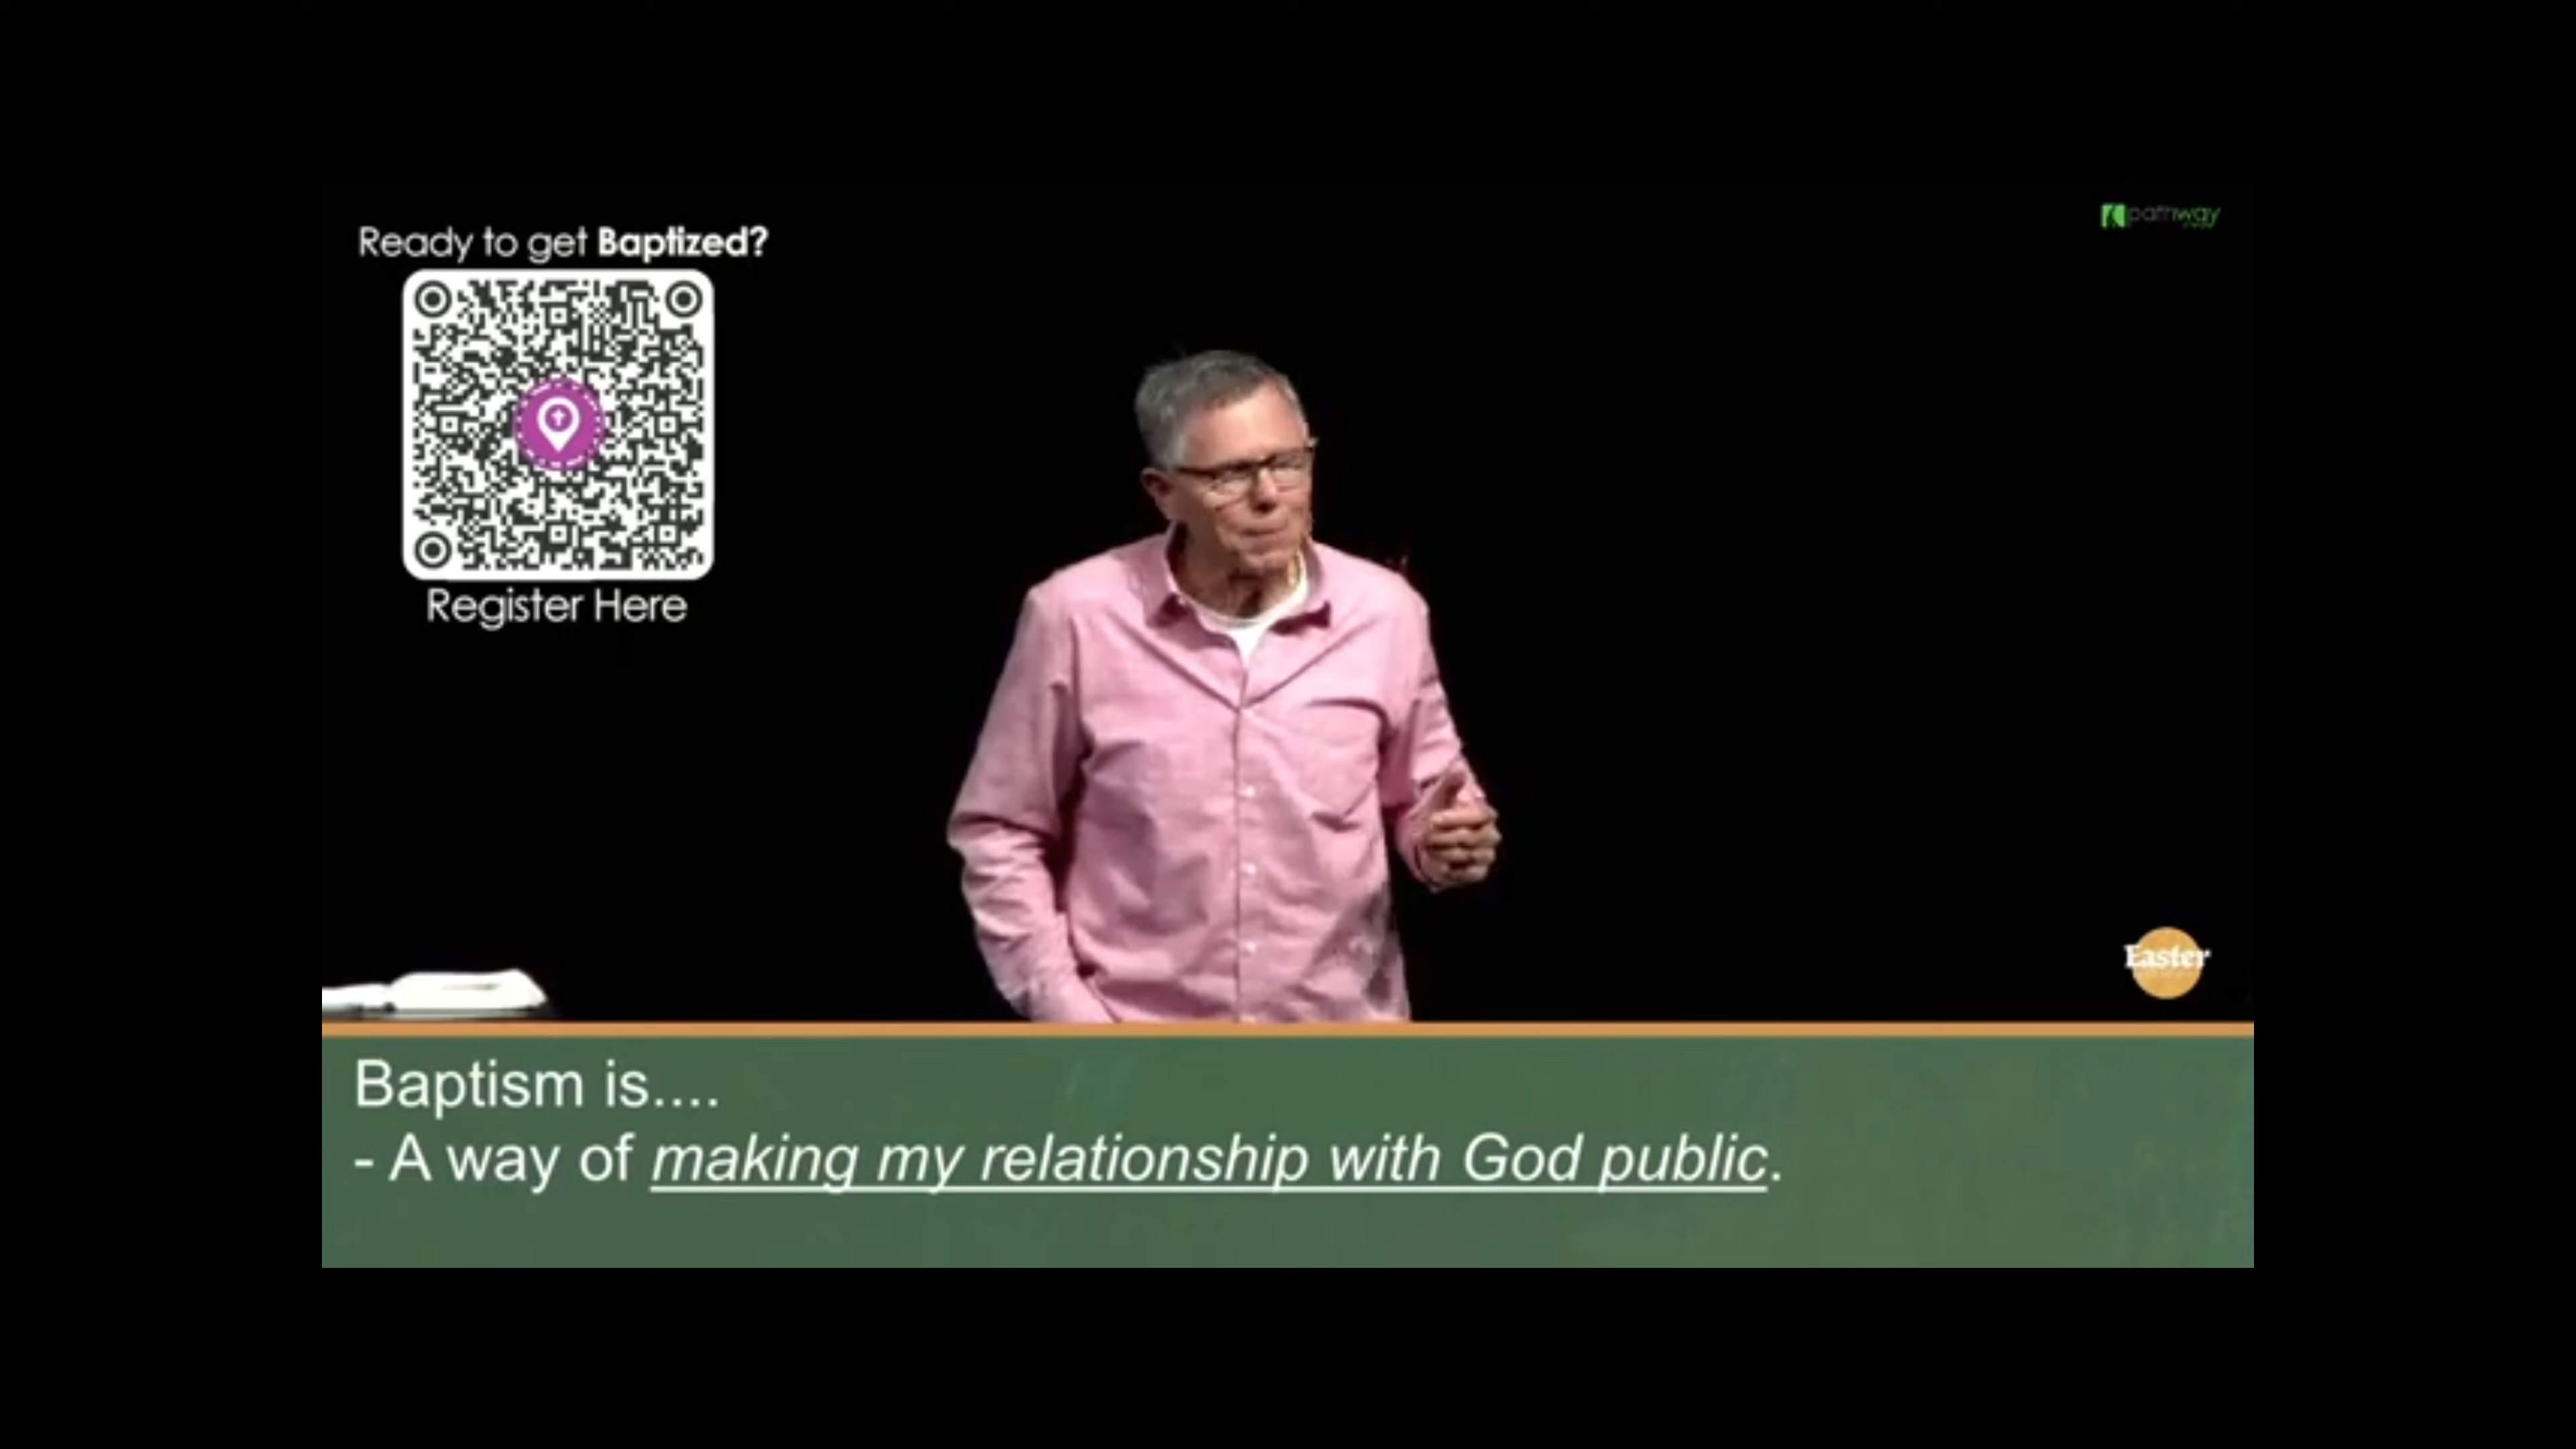 Ready to get Baptized?
Register Here
pathway
Easter
Baptism is....
- A way of making my relationship with God public.